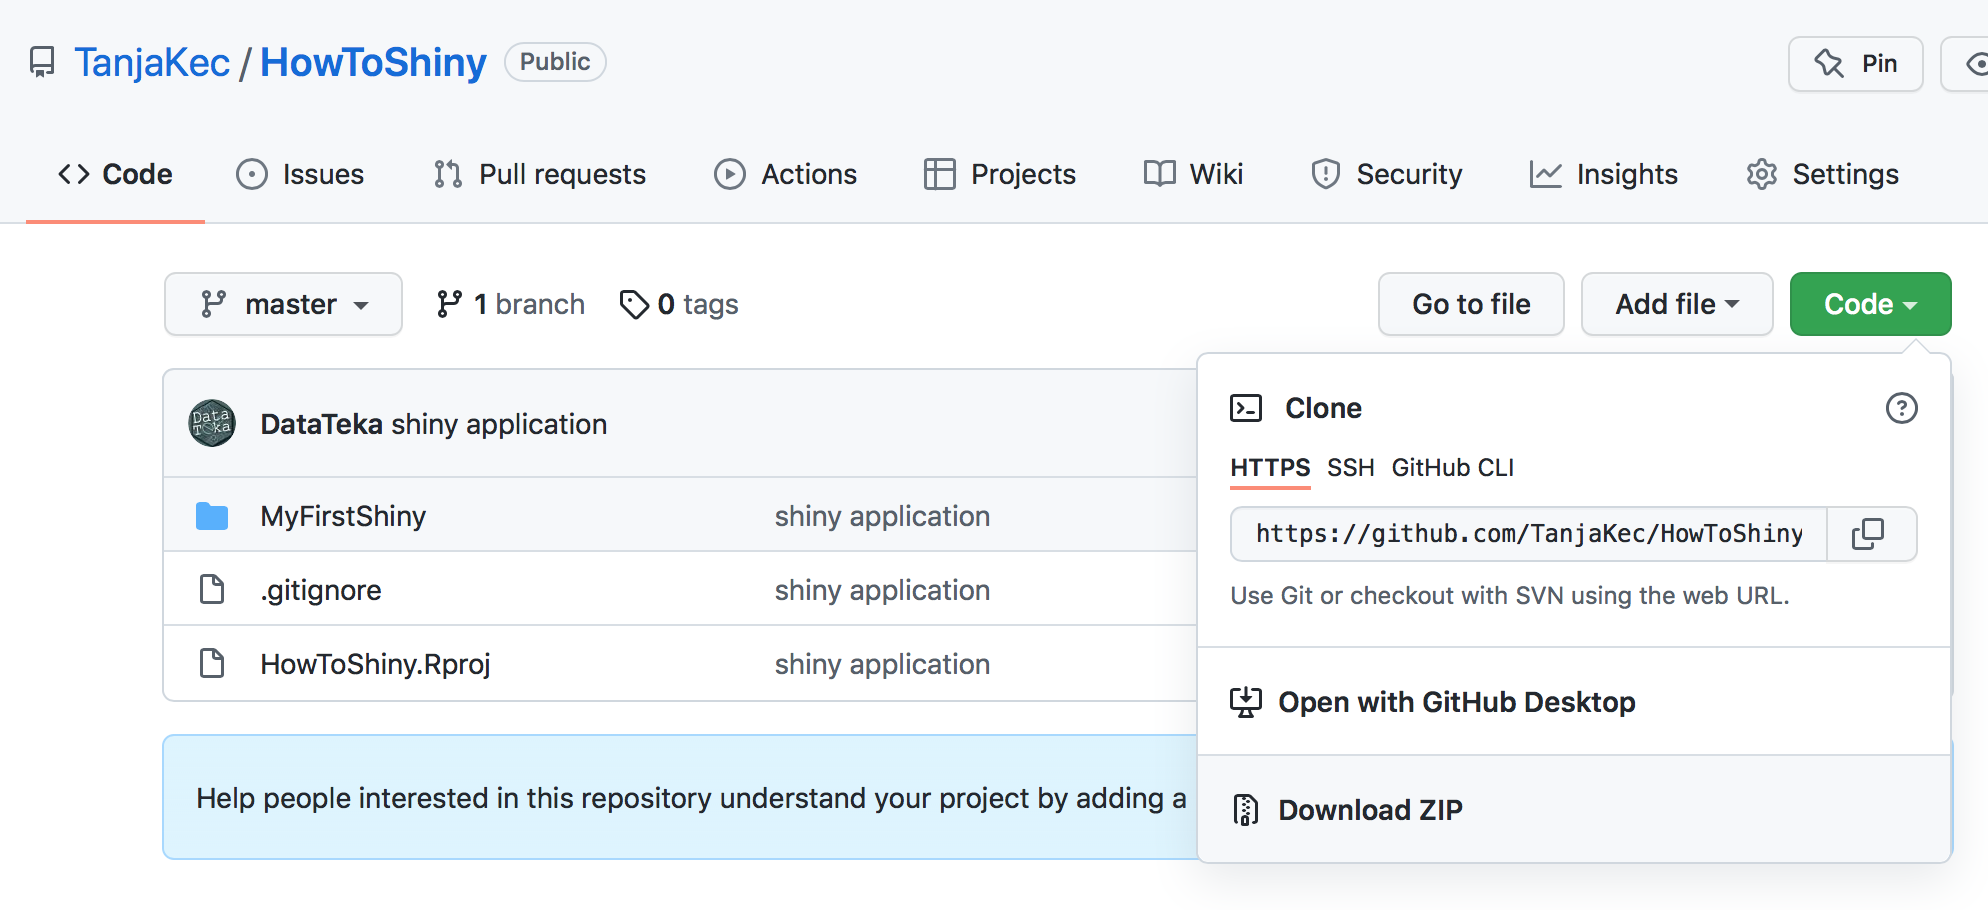 TanjaKec / HowToShiny Public Pin
Code Issues Pull requests Actions Projects Wiki Security Insights Settings
master 1 branch 0 tags Go to file Add file Code
Data Teka DataTeka shiny application
MyFirstShiny shiny application
.gitignore shiny application
HowToShiny.Rproj shiny application
Help people interested in this repository understand your project by adding a
Clone
HTTPS SSH GitHub CLI
https://github.com/TanjaKec/HowToShiny
Use Git or checkout with SVN using the web URL.
Open with GitHub Desktop
Download ZIP